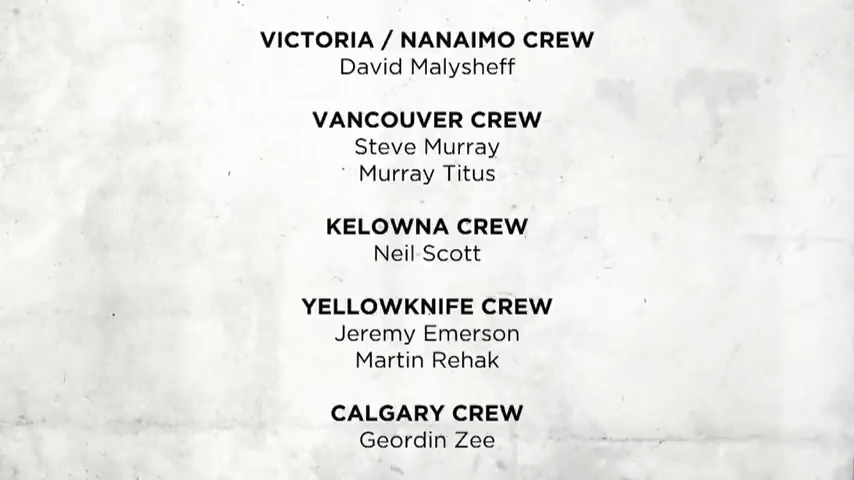 VICTORIA / NANAIMO CREW
David Malysheff
VANCOUVER CREW
Steve Murray
Murray Titus
KELOWNA CREW
Neil Scott
YELLOWKNIFE CREW
Jeremy Emerson
Martin Rehak
CALGARY CREW
Geordin Zee